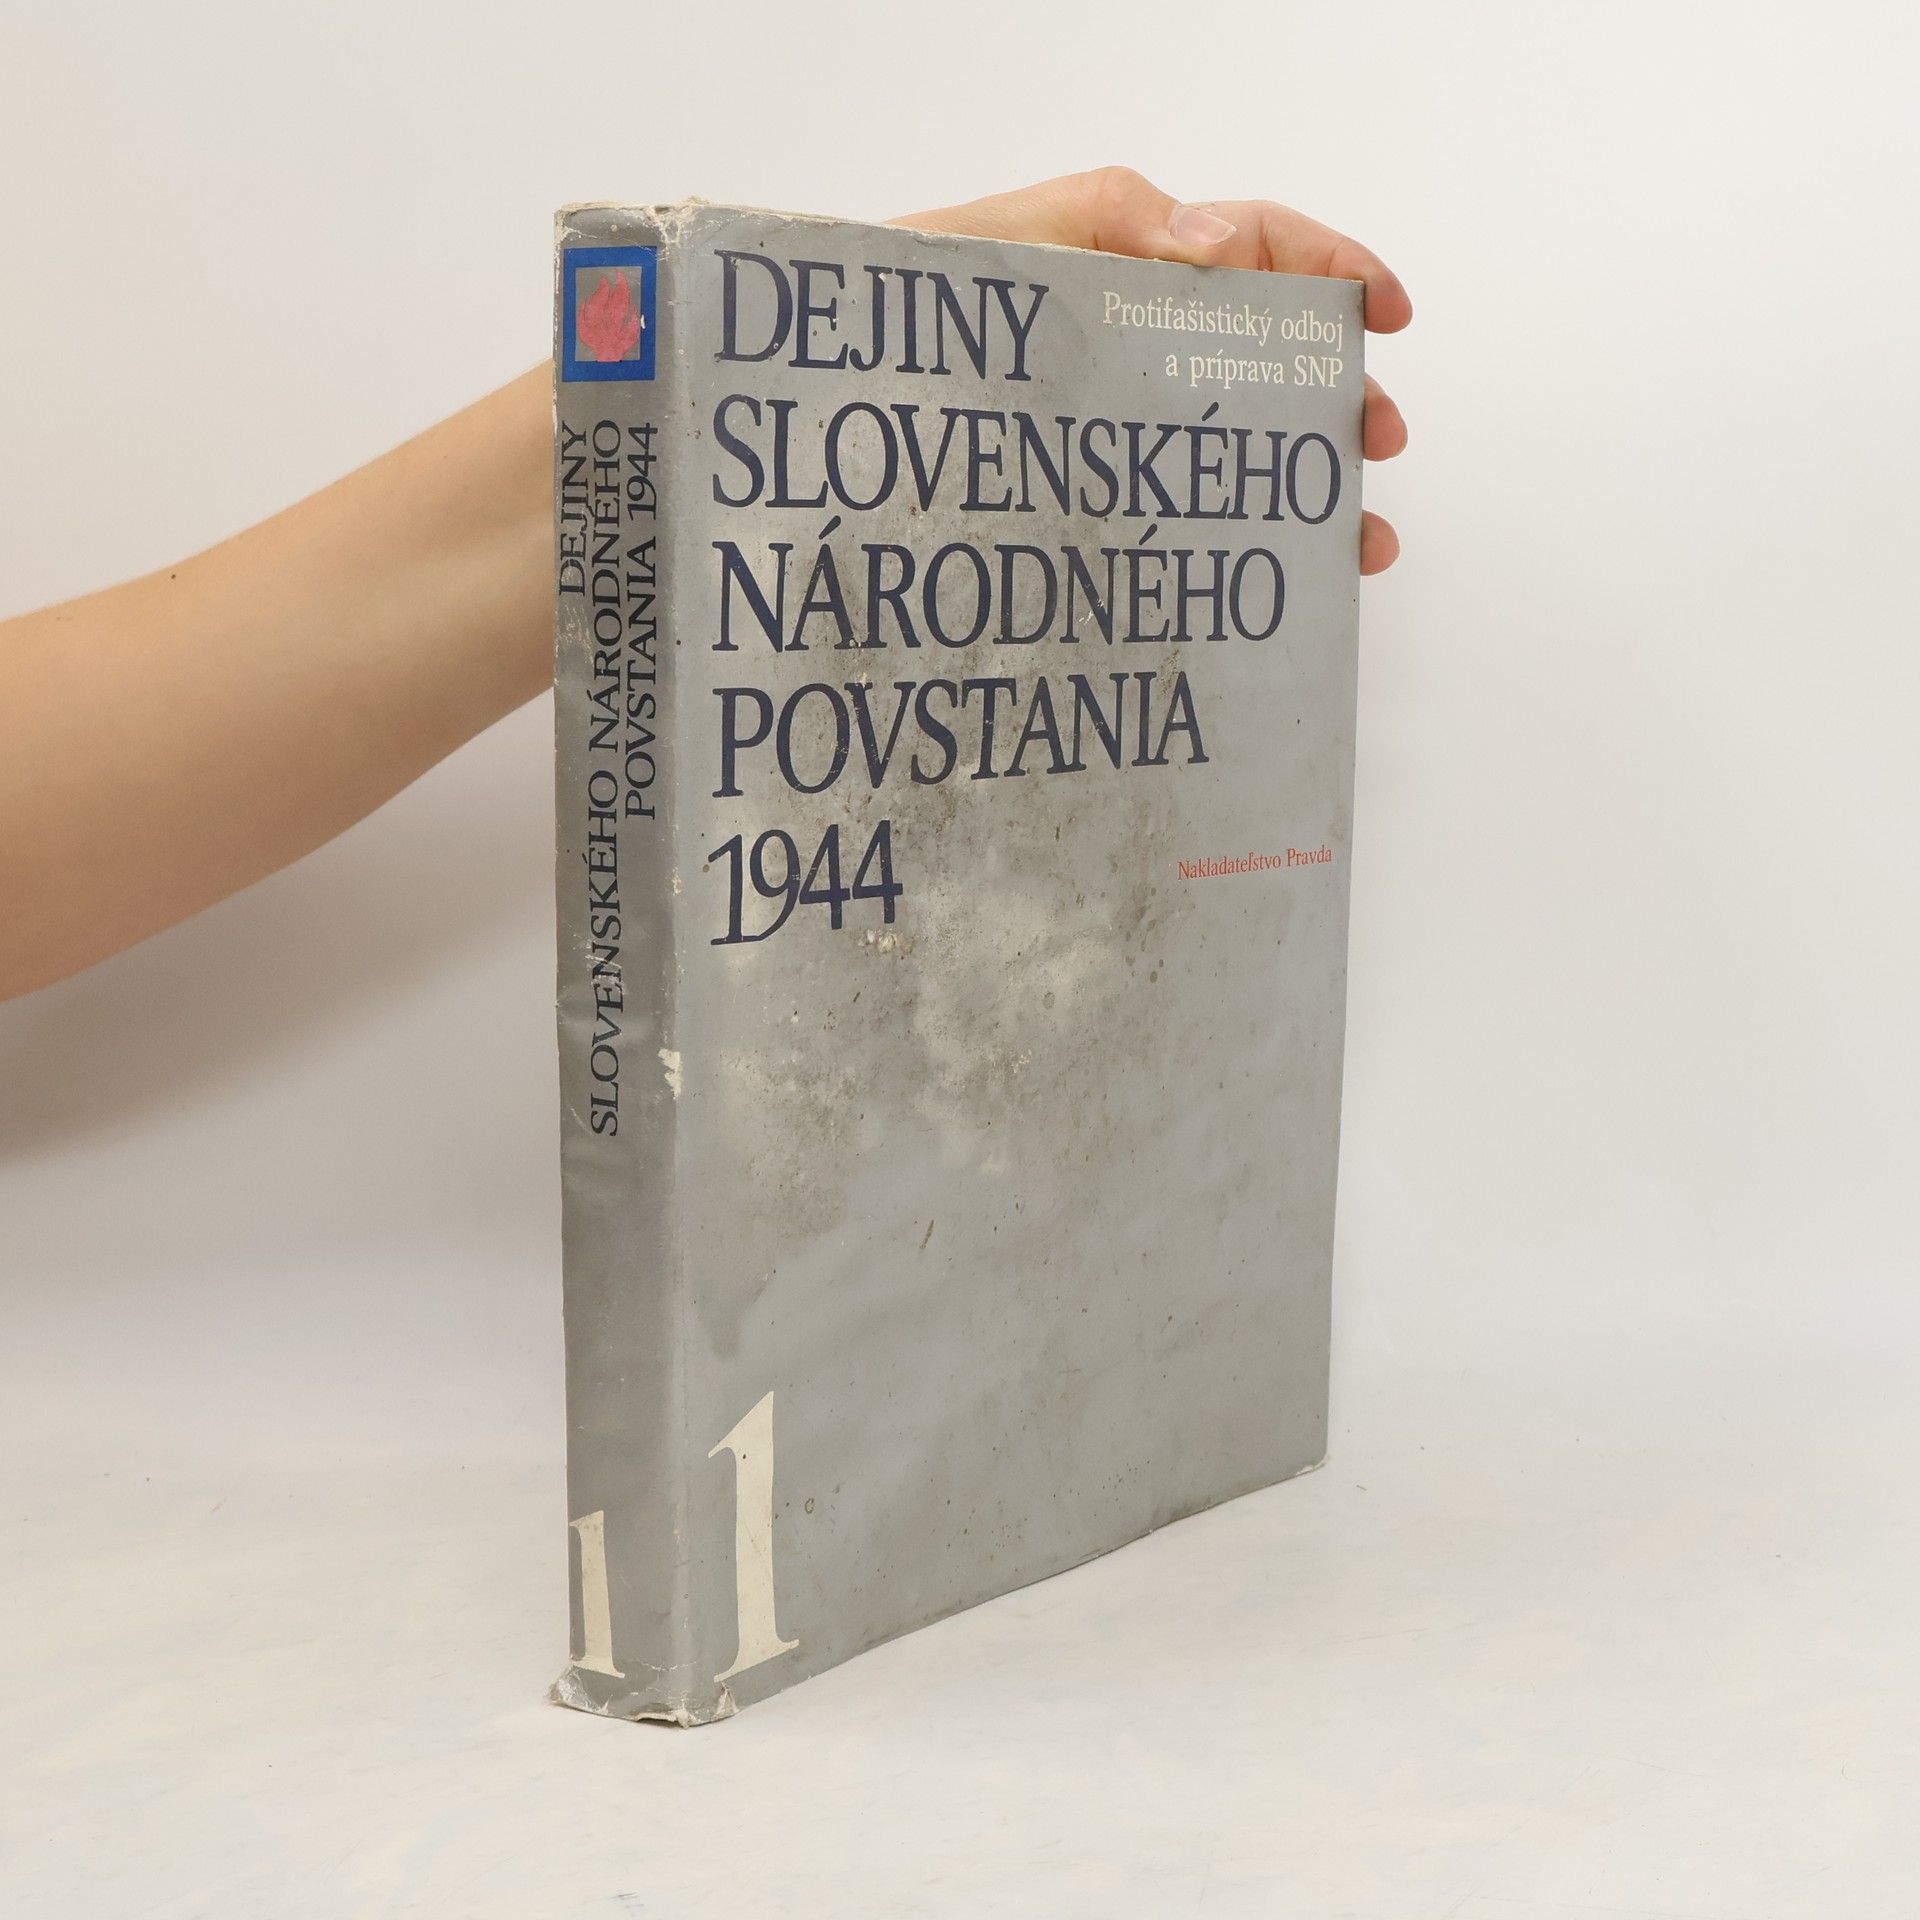 DEJINY
SLOVENSKÉHO NÁRODNÉHO
POVSTANIA 1944
1
DEJINY
SLOVENSKÉHO
NÁRODNÉHO
POVSTANIA
1944
Protifašistický odboj
a príprava SNP
Nakladateľstvo Pravda
1